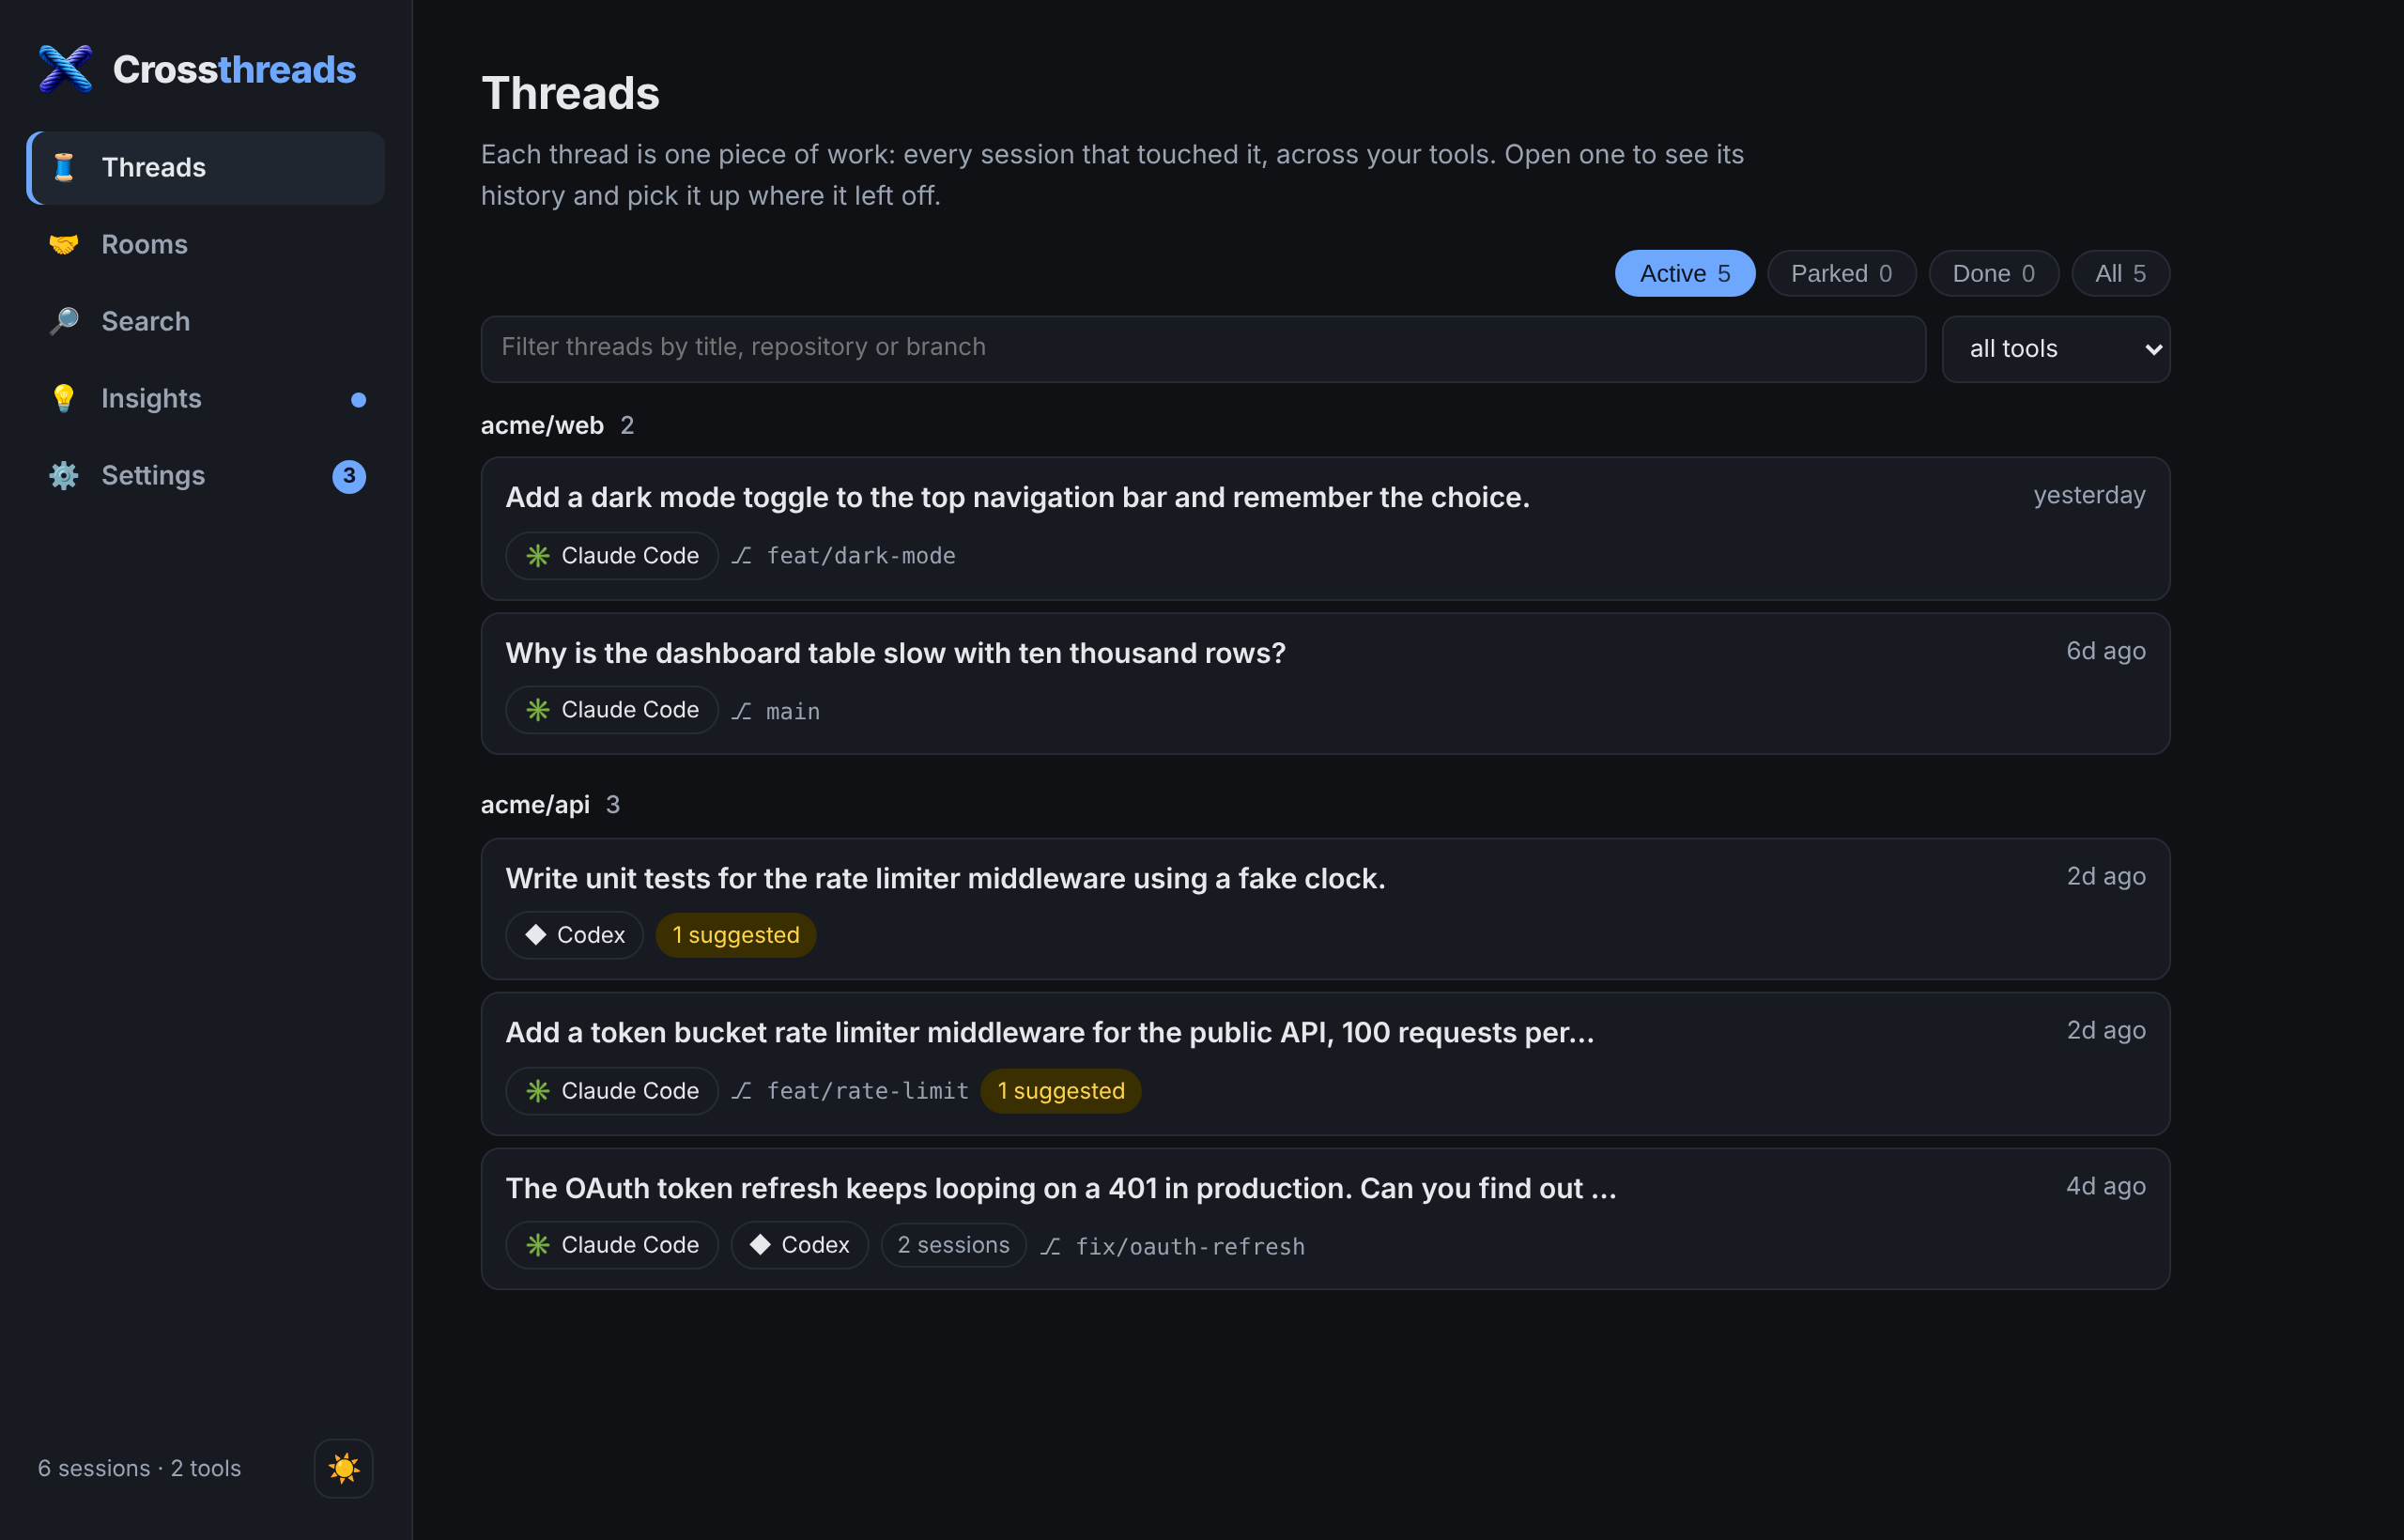 Crossthreads
Threads
Rooms
Search
Insights
Settings 3
6 sessions · 2 tools
Threads
Each thread is one piece of work: every session that touched it, across your tools. Open one to see its
history and pick it up where it left off.
Active 5 Parked 0 Done 0 All 5
Filter threads by title, repository or branch all tools
acme/web 2
Add a dark mode toggle to the top navigation bar and remember the choice. yesterday
Claude Code feat/dark-mode
Why is the dashboard table slow with ten thousand rows? 6d ago
Claude Code main
acme/api 3
Write unit tests for the rate limiter middleware using a fake clock. 2d ago
Codex 1 suggested
Add a token bucket rate limiter middleware for the public API, 100 requests per... 2d ago
Claude Code feat/rate-limit 1 suggested
The OAuth token refresh keeps looping on a 401 in production. Can you find out ... 4d ago
Claude Code Codex 2 sessions fix/oauth-refresh